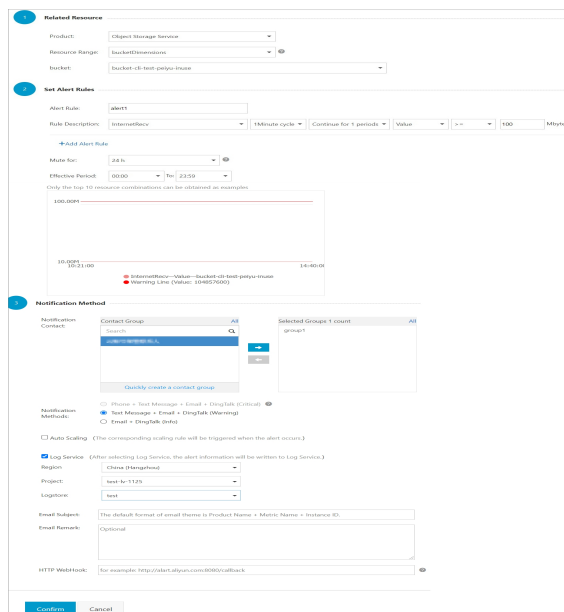 1 Related Resource
Product: Object Storage Service
Resource Range: bucketDimensions
bucket: bucket-cli-test-peiyu-inuse
2 Set Alert Rules
Alert Rule: alert1
Rule Description: InternetRecv 1Minute cycle Continue for 1 periods Value >= 100 Mbyte
+Add Alert Rule
Mute for: 24 h
Effective Period: 00:00 To: 23:59
Only the top 10 resource combinations can be obtained as examples
100.00M
10.00M
10:21:00 14:40:0
InternetRecv—Value—bucket-cli-test-peiyu-inuse
Warning Line (Value: 104857600)
3 Notification Method
Notification Contact: Contact Group All Selected Groups 1 count All
Search group1
Quickly create a contact group
Phone + Text Message + Email + DingTalk (Critical)
Notification Methods: Text Message + Email + DingTalk (Warning)
Email + DingTalk (Info)
Auto Scaling (The corresponding scaling rule will be triggered when the alert occurs.)
Log Service (After selecting Log Service, the alert information will be written to Log Service.)
Region China (Hangzhou)
Project: test-lv-1125
Logstore: test
Email Subject: The default format of email theme is Product Name + Metric Name + Instance ID.
Email Remark: Optional
HTTP WebHook: for example: http://alart.aliyun.com:8080/callback
Confirm Cancel